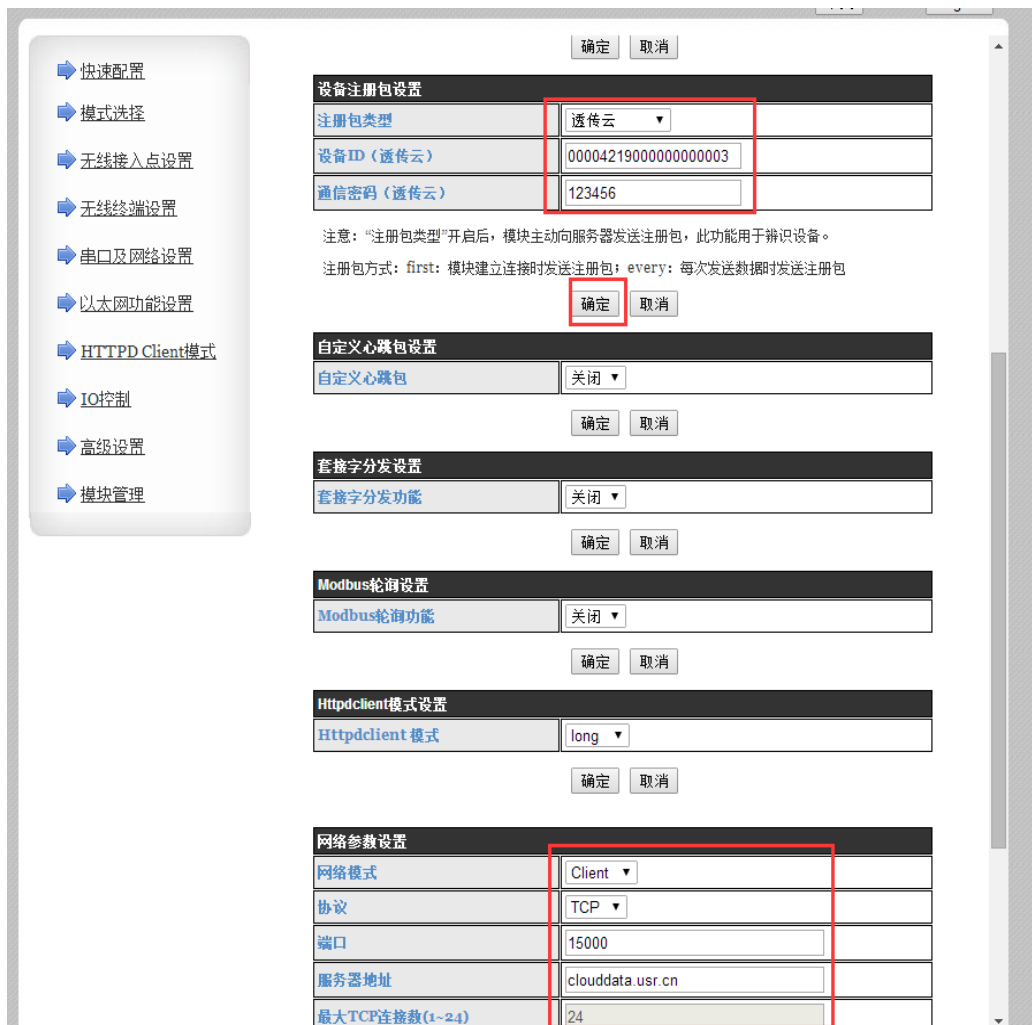 快速配置
模式选择
无线接入点设置
无线终端设置
串口及网络设置
以太网功能设置
HTTPD Client模式
IO控制
高级设置
模块管理
确定 取消
设备注册包设置
注册包类型 透传云
设备ID（透传云） 00004219000000000003
通信密码（透传云） 123456
注意：“注册包类型”开启后，模块主动向服务器发送注册包，此功能用于辨识设备。
注册包方式：first：模块建立连接时发送注册包；every：每次发送数据时发送注册包
确定 取消
自定义心跳包设置
自定义心跳包 关闭
确定 取消
套接字分发设置
套接字分发功能 关闭
确定 取消
Modbus轮询设置
Modbus轮询功能 关闭
确定 取消
Httpdclient模式设置
Httpdclient 模式 long
确定 取消
网络参数设置
网络模式 Client
协议 TCP
端口 15000
服务器地址 clouddata.usr.cn
最大TCP连接数(1~24) 24